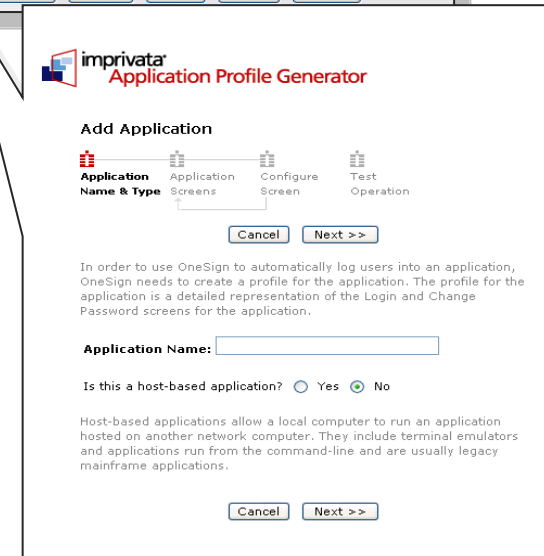 imprivata
Application Profile Generator
Add Application
Application Name & Type
Application Screens
Configure Screen
Test Operation
Cancel Next >>
In order to use OneSign to automatically log users into an application,
OneSign needs to create a profile for the application. The profile for the
application is a detailed representation of the Login and Change
Password screens for the application.
Application Name:
Is this a host-based application? Yes No
Host-based applications allow a local computer to run an application
hosted on another network computer. They include terminal emulators
and applications run from the command-line and are usually legacy
mainframe applications.
Cancel Next >>